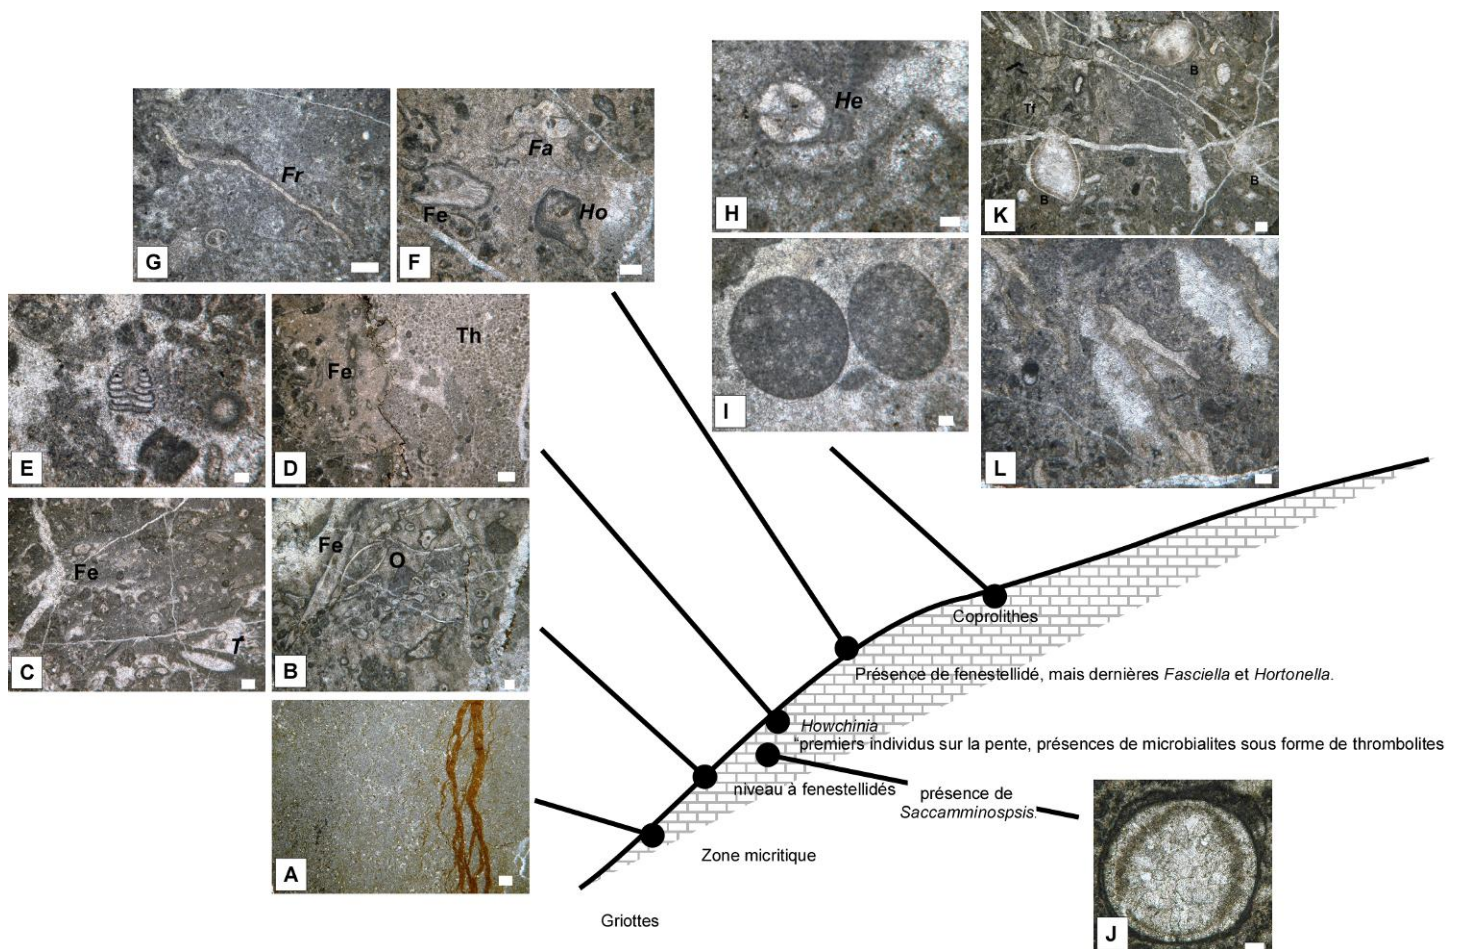 G
Fr
F
Fa
Fe
Ho
H
He
K
B
Tf
B
B
E
D
Fe
Th
I
L
C
Fe
T
B
Fe
O
A
Coprolithes
Présence de fenestellidé, mais dernières Fasciella et Hortonella.
Howchinia
"premiers individus sur la pente, présences de microbialites sous forme de thrombolites
niveau à fenestellidés
présence de
Saccamminospsis.
Zone micritique
Griottes
J